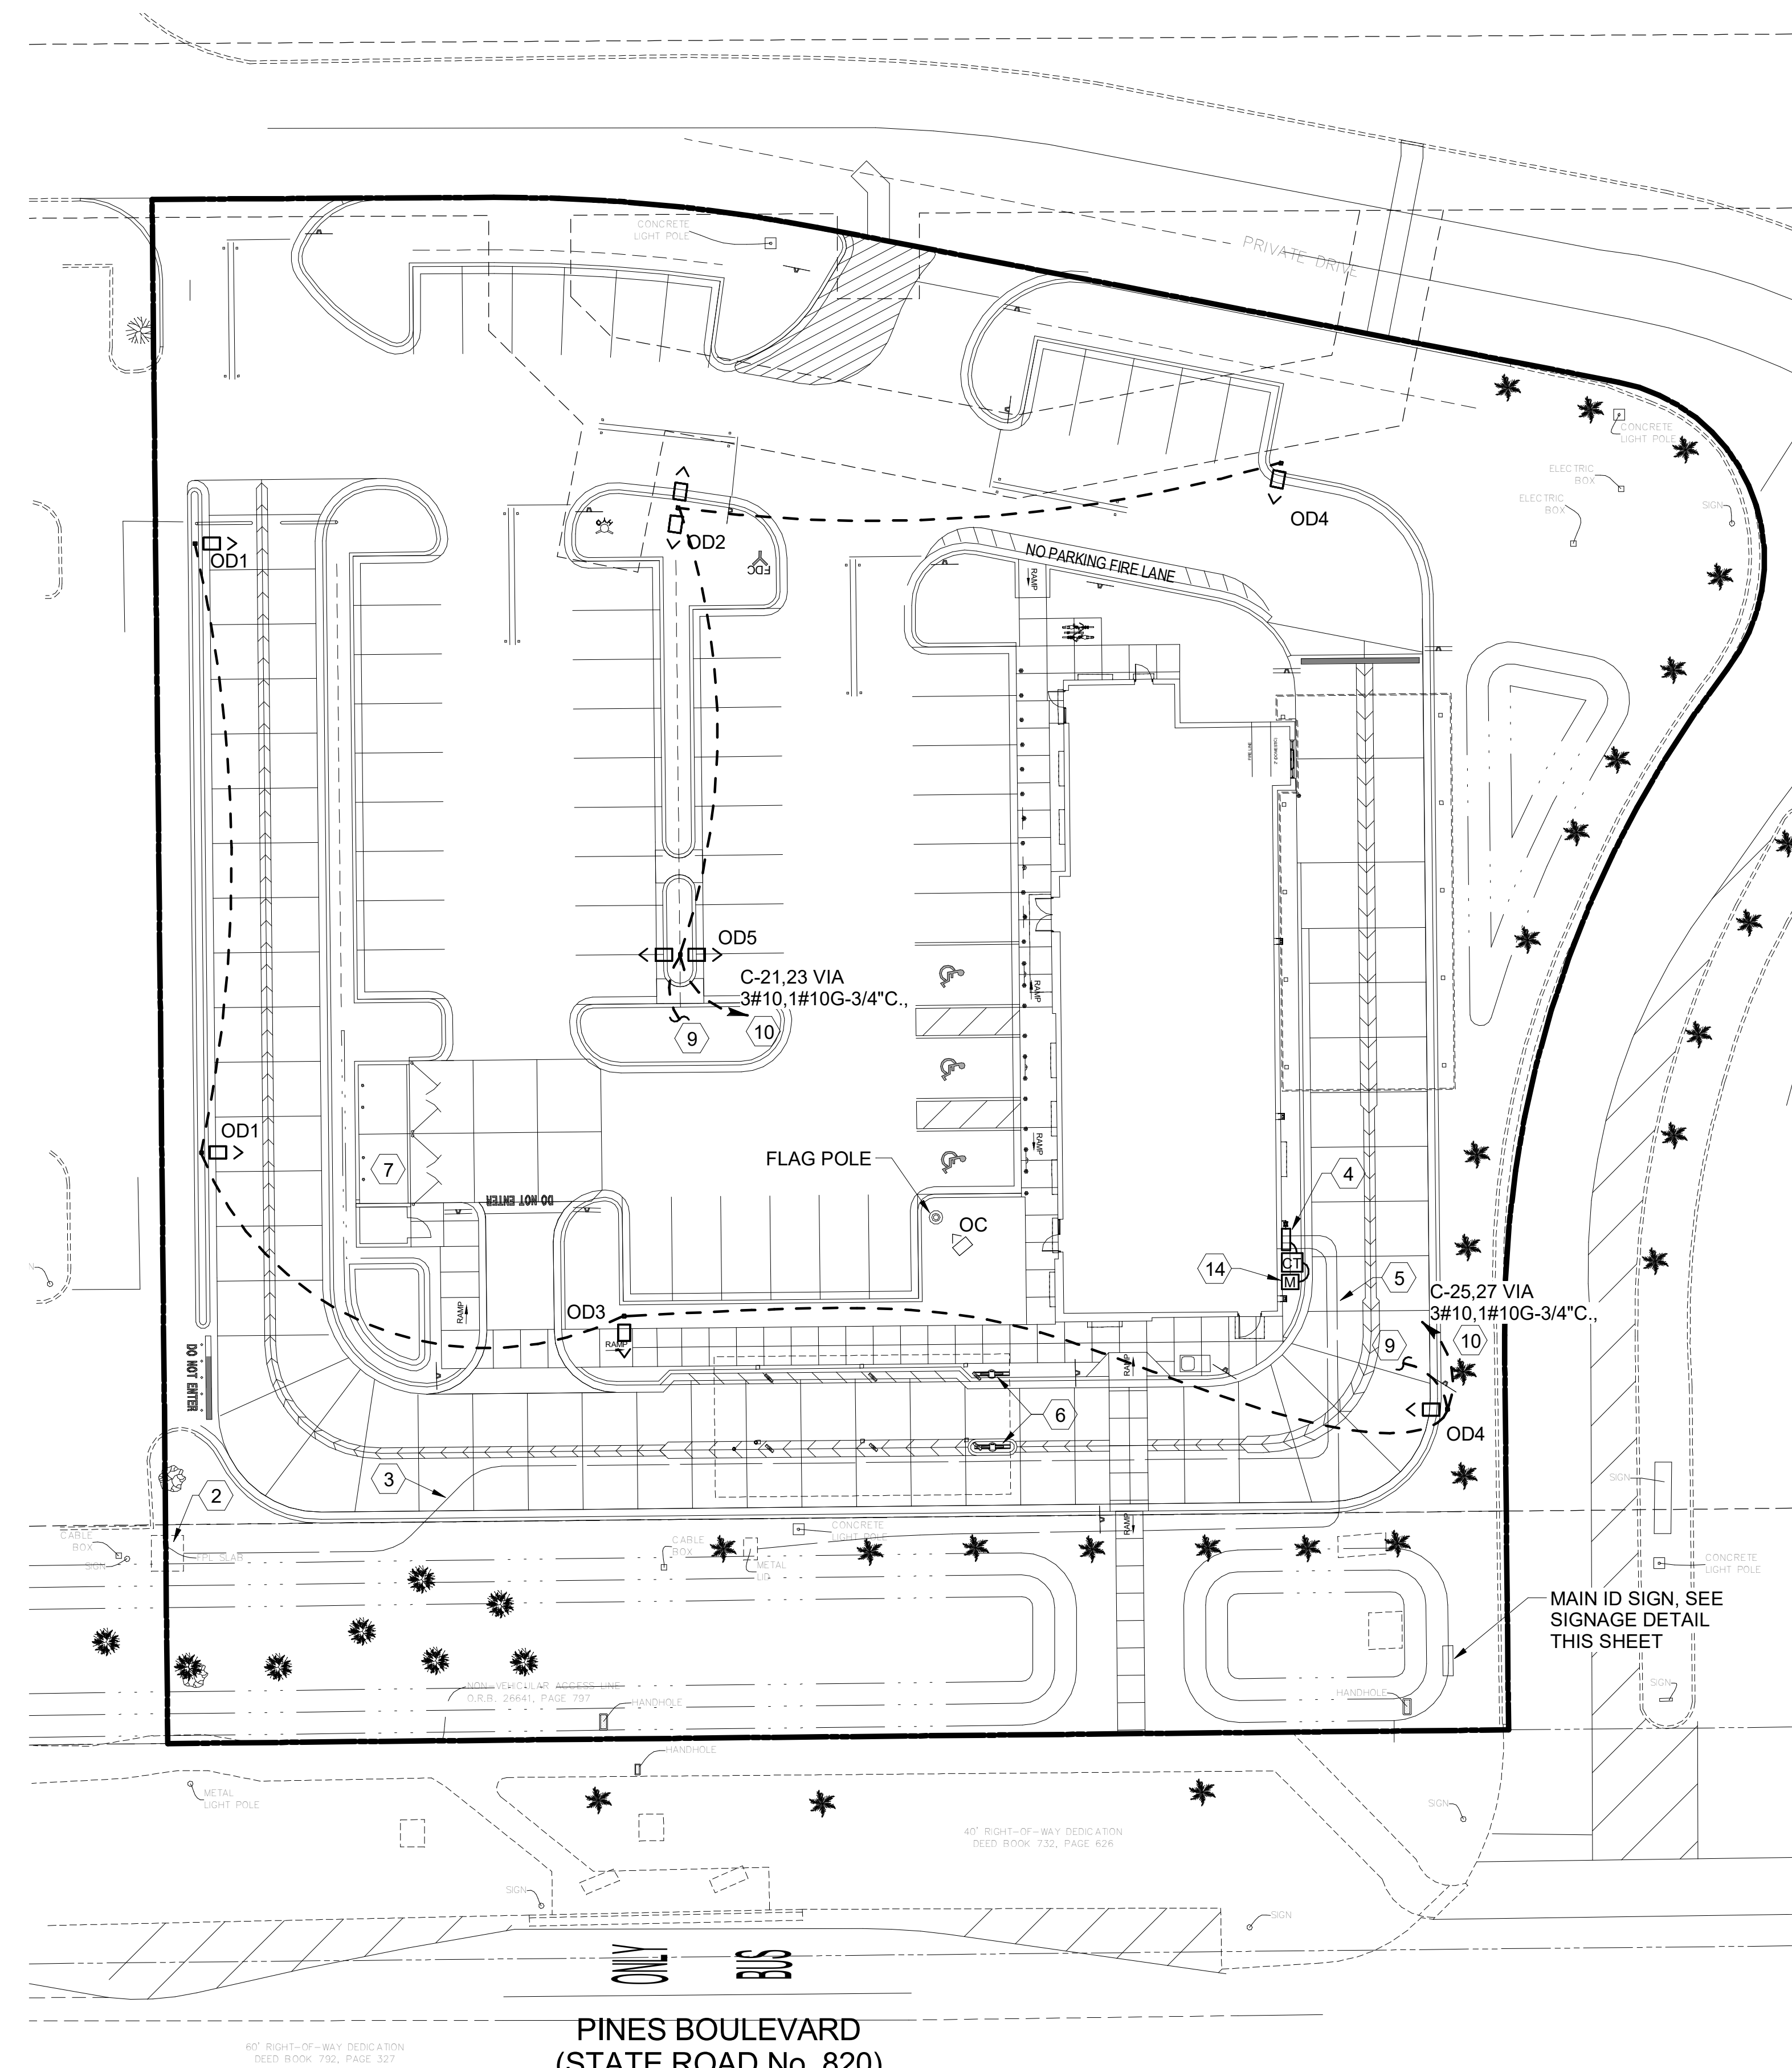 CONCRETE
LIGHT POLE
PRIVATE DRIVE
CONCRETE
LIGHT POLE
ELECTRIC
BOX
ELECTRIC
BOX
SIGN
OD4
OD1
OD2
FDC
NO PARKING FIRE LANE
RAMP
OD5
C-21,23 VIA
3#10,1#10G-3/4"C.,
9
10
RAMP
OD1
7
DO NOT ENTER
FLAG POLE
RAMP
4
OC
CT
M
14
5
C-25,27 VIA
3#10,1#10G-3/4"C.,
9
10
OD3
RAMP
RAMP
RAMP
DO NOT ENTER
6
OD4
3
2
SIGN
CABLE
BOX
SIGN
FPL SLAB
CONCRETE
LIGHT POLE
CABLE
BOX
METAL
LID
RAMP
CONCRETE
LIGHT POLE
MAIN ID SIGN, SEE
SIGNAGE DETAIL
THIS SHEET
NON-VEHICULAR ACCESS LINE
O.R.B. 26641, PAGE 797
HANDHOLE
HANDHOLE
SIGN
HANDHOLE
METAL
LIGHT POLE
SIGN
40' RIGHT-OF-WAY DEDICATION
DEED BOOK 732, PAGE 626
SIGN
SIGN
ONLY
BUS
PINES BOULEVARD
(STATE ROAD No. 820)
60' RIGHT-OF-WAY DEDICATION
DEED BOOK 792, PAGE 327